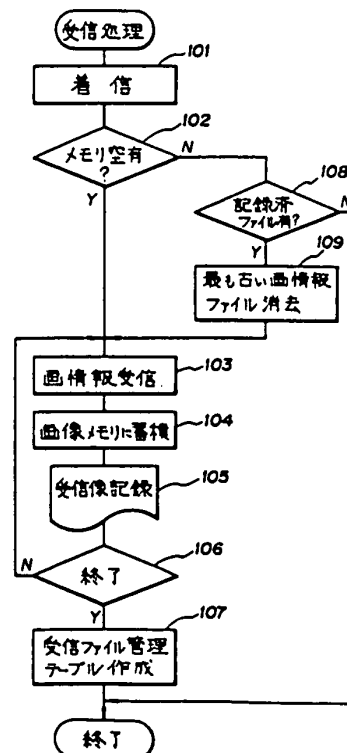 受信処理
101
着信
102
メモリ空有
?
N
Y
108
記録済
ファイル有?
N
Y
109
最も古い画情報
ファイル消去
103
画情報受信
104
画像メモリに蓄積
105
受信像記録
106
終了
N
Y
107
受信ファイル管理
テーブル作成
終了